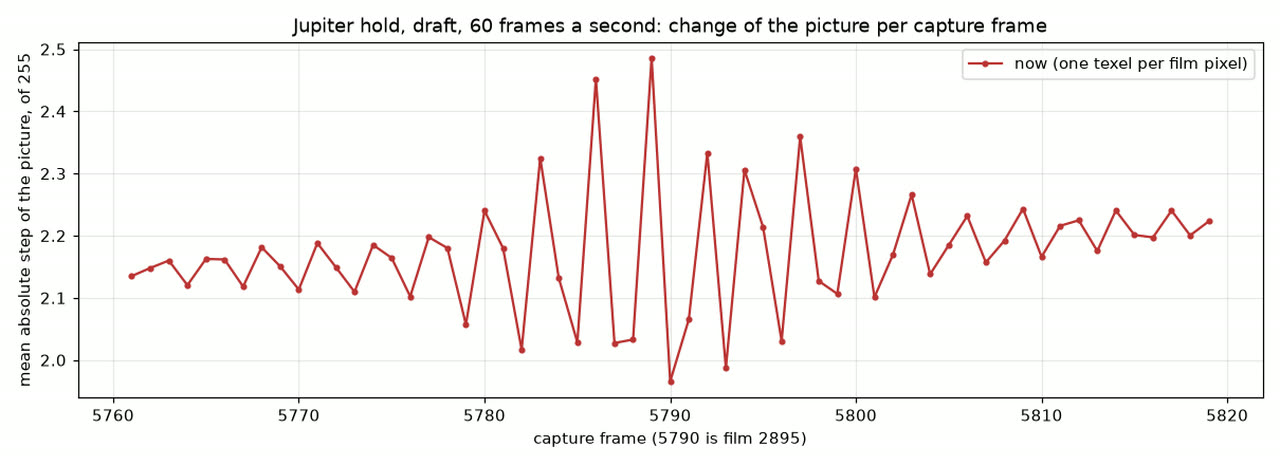 Jupiter hold, draft, 60 frames a second: change of the picture per capture frame
now (one texel per film pixel)
mean absolute step of the picture, of 255
2.5
2.4
2.3
2.2
2.1
2.0
5760 5770 5780 5790 5800 5810 5820
capture frame (5790 is film 2895)